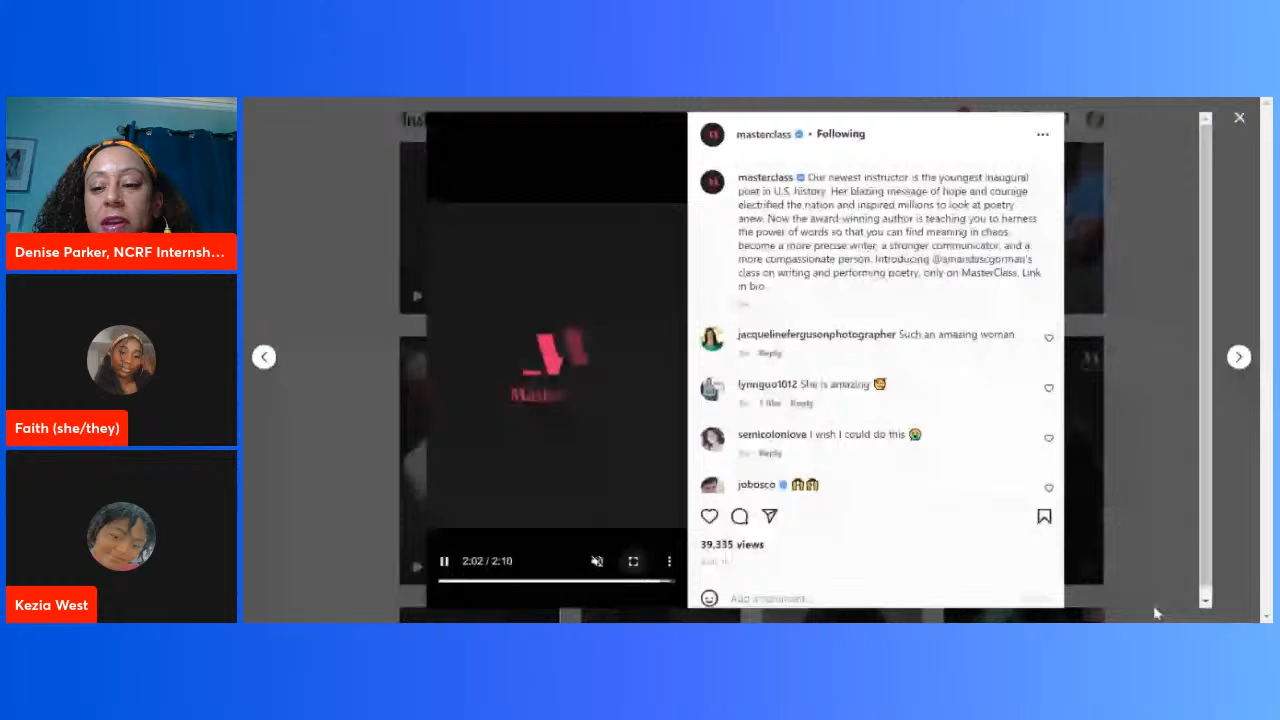 Denise Parker, NCRF Internsh...
Faith (she/they)
Kezia West
masterclass • Following
masterclass Our newest instructor is the youngest inaugural
poet in U.S. history. Her blazing message of hope and courage
electrified the nation and inspired millions to look at poetry
anew. Now the award-winning author is teaching you to harness
the power of words so that you can find meaning in chaos,
become a more precise writer, a stronger communicator, and a
more compassionate person. Introducing @amandascgorman's
class on writing and performing poetry, only on MasterClass. Link
in bio.
jacquelinefergusonphotographer Such an amazing woman
Reply
lynnguo1012 She is amazing 🥰
1 like Reply
semicolonlove I wish I could do this 😭
Reply
jobosco 🙌🙌
39,335 views
Add a comment...
Master
2:02 / 2:10